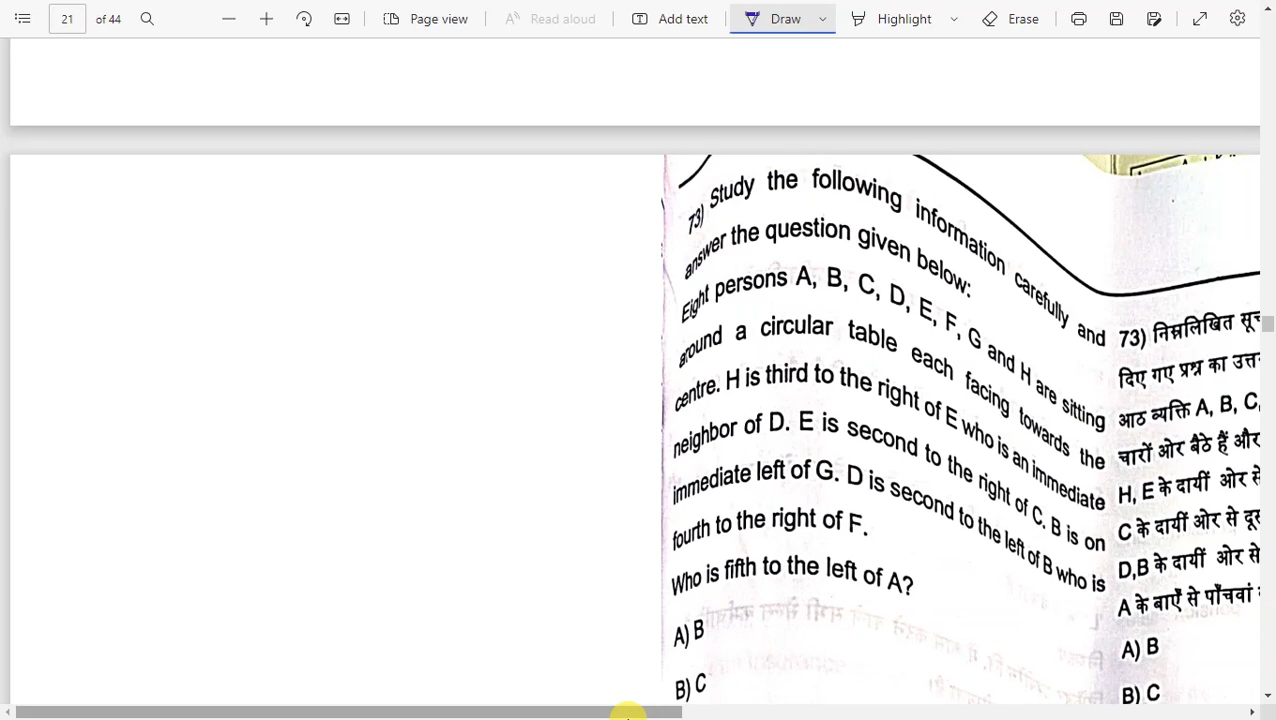 21 of 44 Page view Read aloud Add text Draw Highlight Erase
73) Study the following information carefully and
answer the question given below:
Eight persons A, B, C, D, E, F, G and H are sitting
around a circular table each facing towards the
centre. H is third to the right of E who is an immediate
neighbor of D. E is second to the right of C. B is on
immediate left of G. D is second to the left of B who is
fourth to the right of F.
Who is fifth to the left of A?
A) B
B) C
73) निम्नलिखित
दिए गए प्रश्न का
आठ व्यक्ति A, B, C,
चारों ओर बैठे हैं और
H, E के दायीं ओर से
C के दायीं ओर से
D,B के दायीं ओर से
A के बाएँ से पाँचवां
A) B
B) C